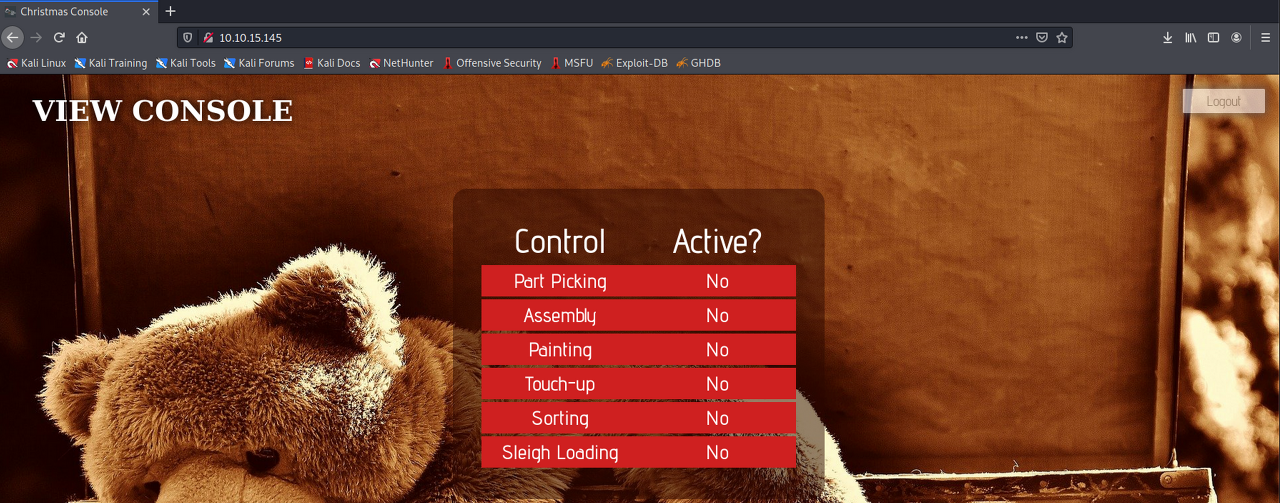 Christmas Console
10.10.15.145
Kali Linux Kali Training Kali Tools Kali Forums Kali Docs NetHunter Offensive Security MSFU Exploit-DB GHDB
VIEW CONSOLE
Logout
Control Active?
Part Picking No
Assembly No
Painting No
Touch-up No
Sorting No
Sleigh Loading No